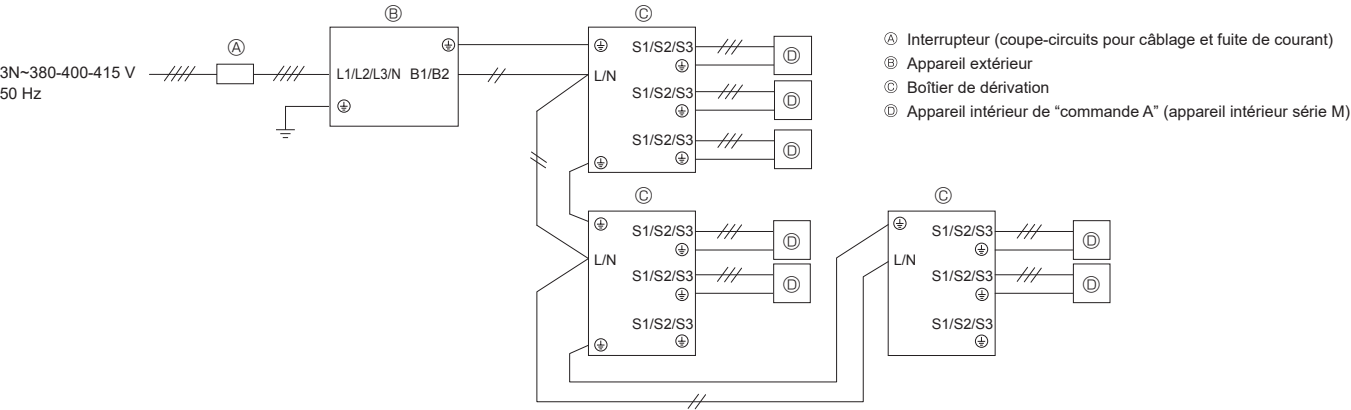 3N~380-400-415 V
50 Hz
Ⓐ
Ⓑ
L1/L2/L3/N B1/B2
Ⓒ
L/N
S1/S2/S3
S1/S2/S3
S1/S2/S3
Ⓓ
Ⓓ
Ⓓ
Ⓒ
L/N
S1/S2/S3
S1/S2/S3
S1/S2/S3
Ⓓ
Ⓓ
Ⓒ
L/N
S1/S2/S3
S1/S2/S3
S1/S2/S3
Ⓓ
Ⓓ
Ⓐ Interrupteur (coupe-circuits pour câblage et fuite de courant)
Ⓑ Appareil extérieur
Ⓒ Boîtier de dérivation
Ⓓ Appareil intérieur de “commande A” (appareil intérieur série M)